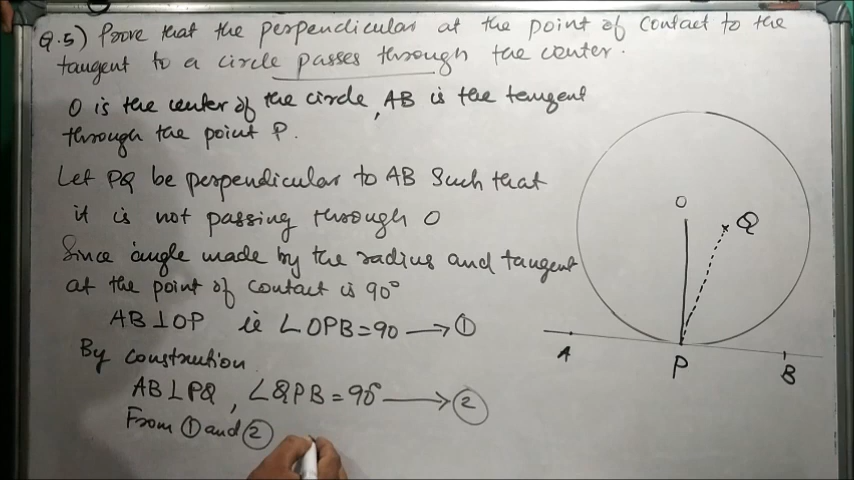 Q.5) Prove that the perpendicular at the point of contact to the
tangent to a circle passes through the center.
O is the center of the circle, AB is the tangent
through the point P.
Let PQ be perpendicular to AB Such that
it is not passing through O
Since angle made by the radius and tangent
at the point of contact is 90°
AB⊥OP ie ∠OPB=90 → ①
By constrution
AB⊥PQ, ∠QPB=90° → ②
From ① and ②
O
Q
A
P
B